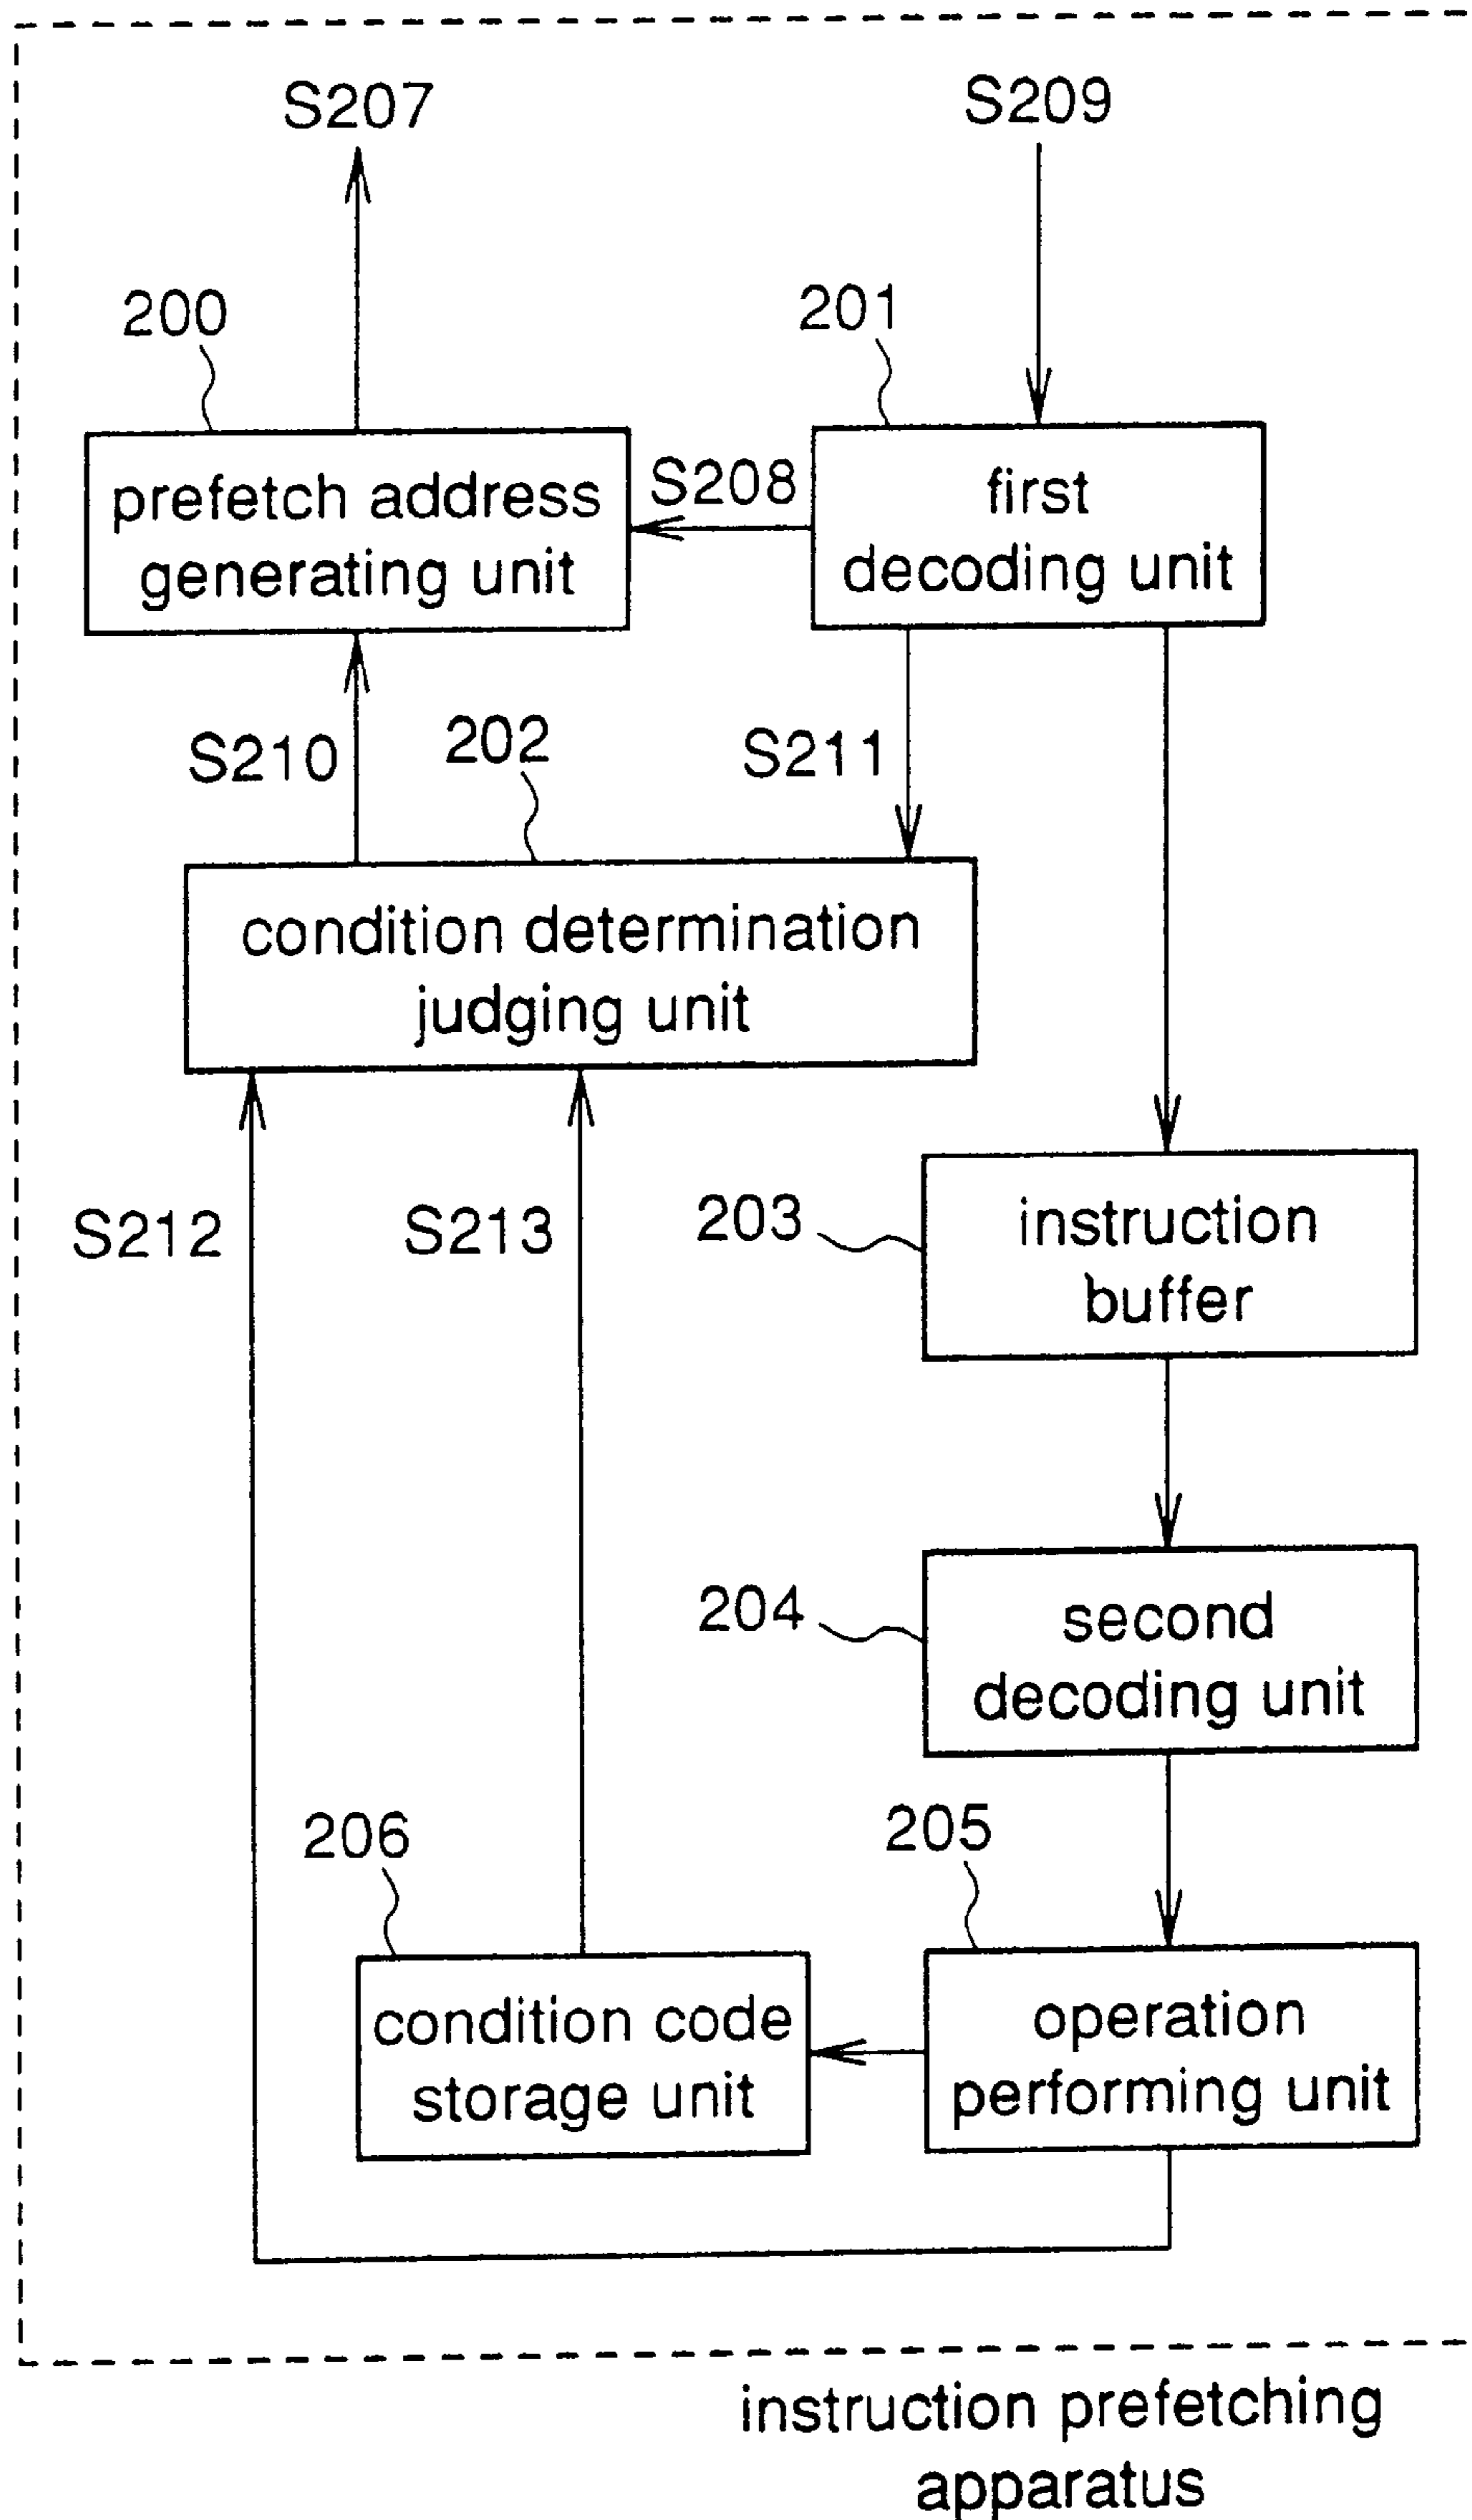 S207
S209
200
201
prefetch address
generating unit
S208
first
decoding unit
S210
202
S211
condition determination
judging unit
S212
S213
203
instruction
buffer
204
second
decoding unit
206
205
condition code
storage unit
operation
performing unit
instruction prefetching
apparatus